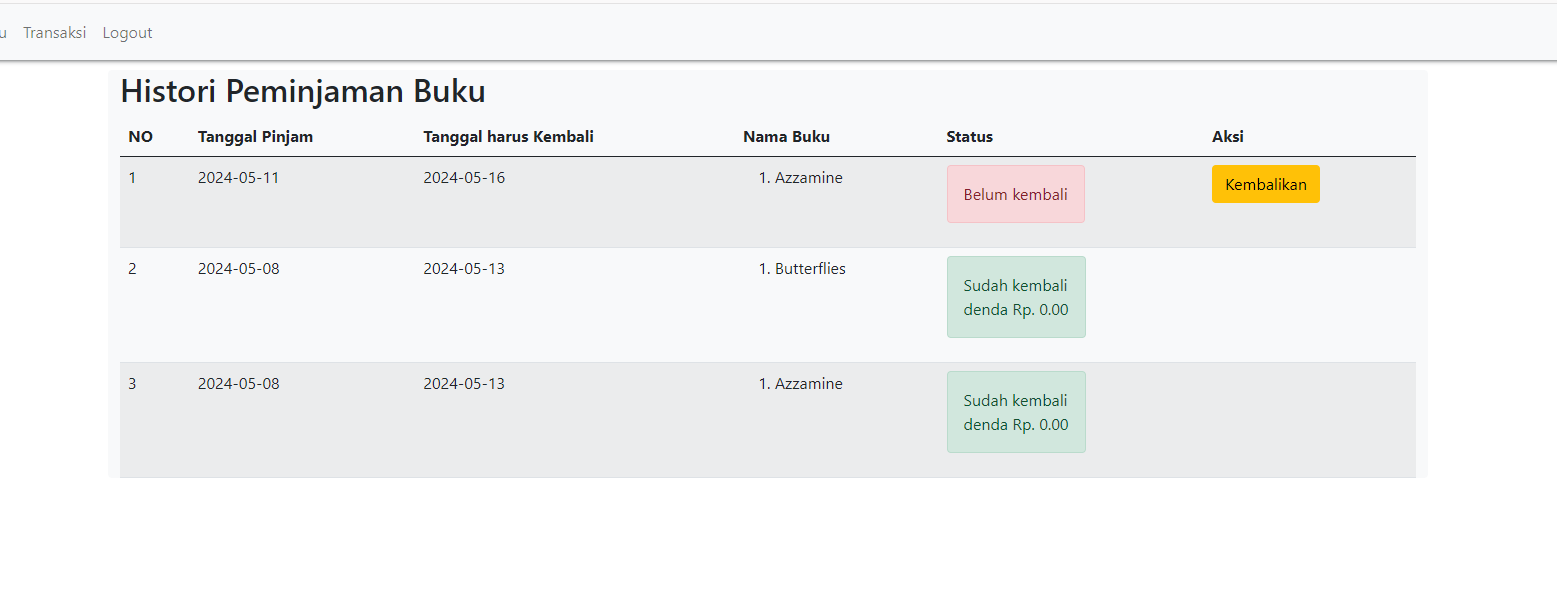 Transaksi Logout
Histori Peminjaman Buku
NO Tanggal Pinjam Tanggal harus Kembali Nama Buku Status Aksi
1 2024-05-11 2024-05-16 1. Azzamine Belum kembali Kembalikan
2 2024-05-08 2024-05-13 1. Butterflies Sudah kembali
denda Rp. 0.00
3 2024-05-08 2024-05-13 1. Azzamine Sudah kembali
denda Rp. 0.00